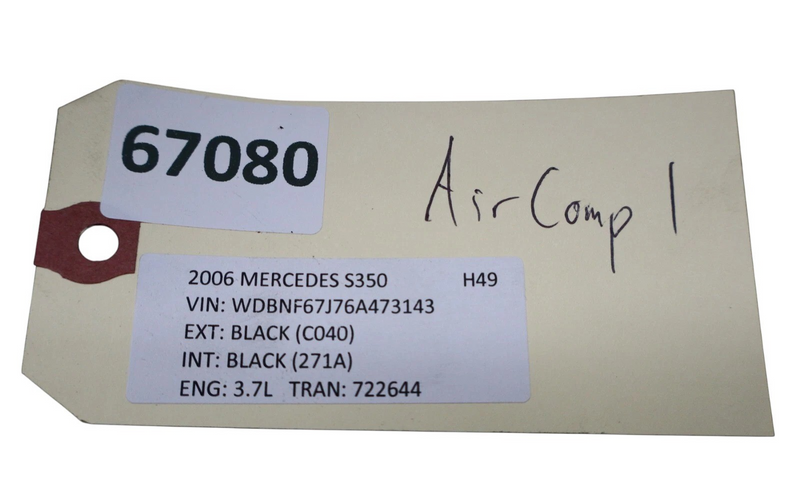 67080
Air Comp 1
2006 MERCEDES S350 H49
VIN: WDBNF67J76A473143
EXT: BLACK (C040)
INT: BLACK (271A)
ENG: 3.7L TRAN: 722644